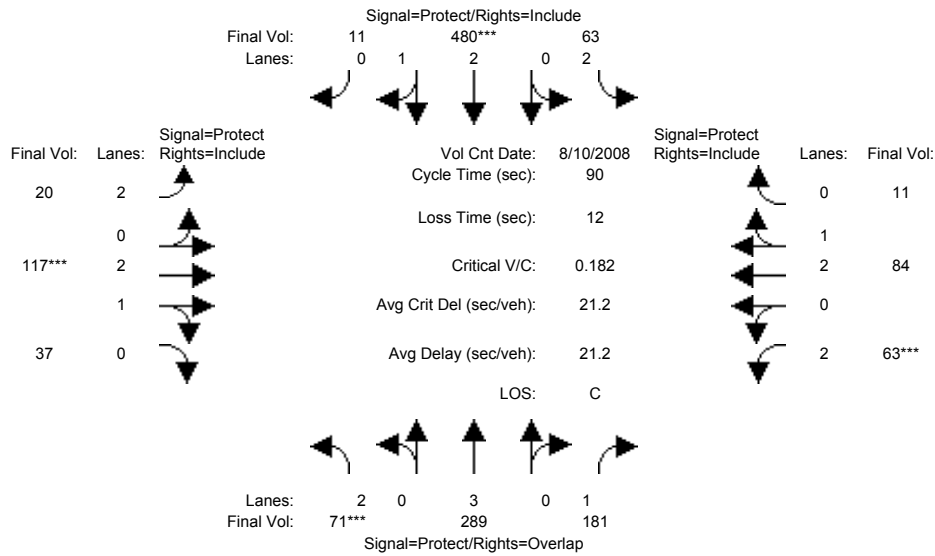 Signal=Protect/Rights=Include
Final Vol: 11 480*** 63
Lanes: 0 1 2 0 2
Signal=Protect Signal=Protect
Final Vol: Lanes: Rights=Include Vol Cnt Date: 8/10/2008 Rights=Include Lanes: Final Vol:
Cycle Time (sec): 90
20 2 0 11
Loss Time (sec): 12
0 1
117*** 2 Critical V/C: 0.182 2 84
1 Avg Crit Del (sec/veh): 21.2 0
37 0 Avg Delay (sec/veh): 21.2 2 63***
LOS: C
Lanes: 2 0 3 0 1
Final Vol: 71*** 289 181
Signal=Protect/Rights=Overlap